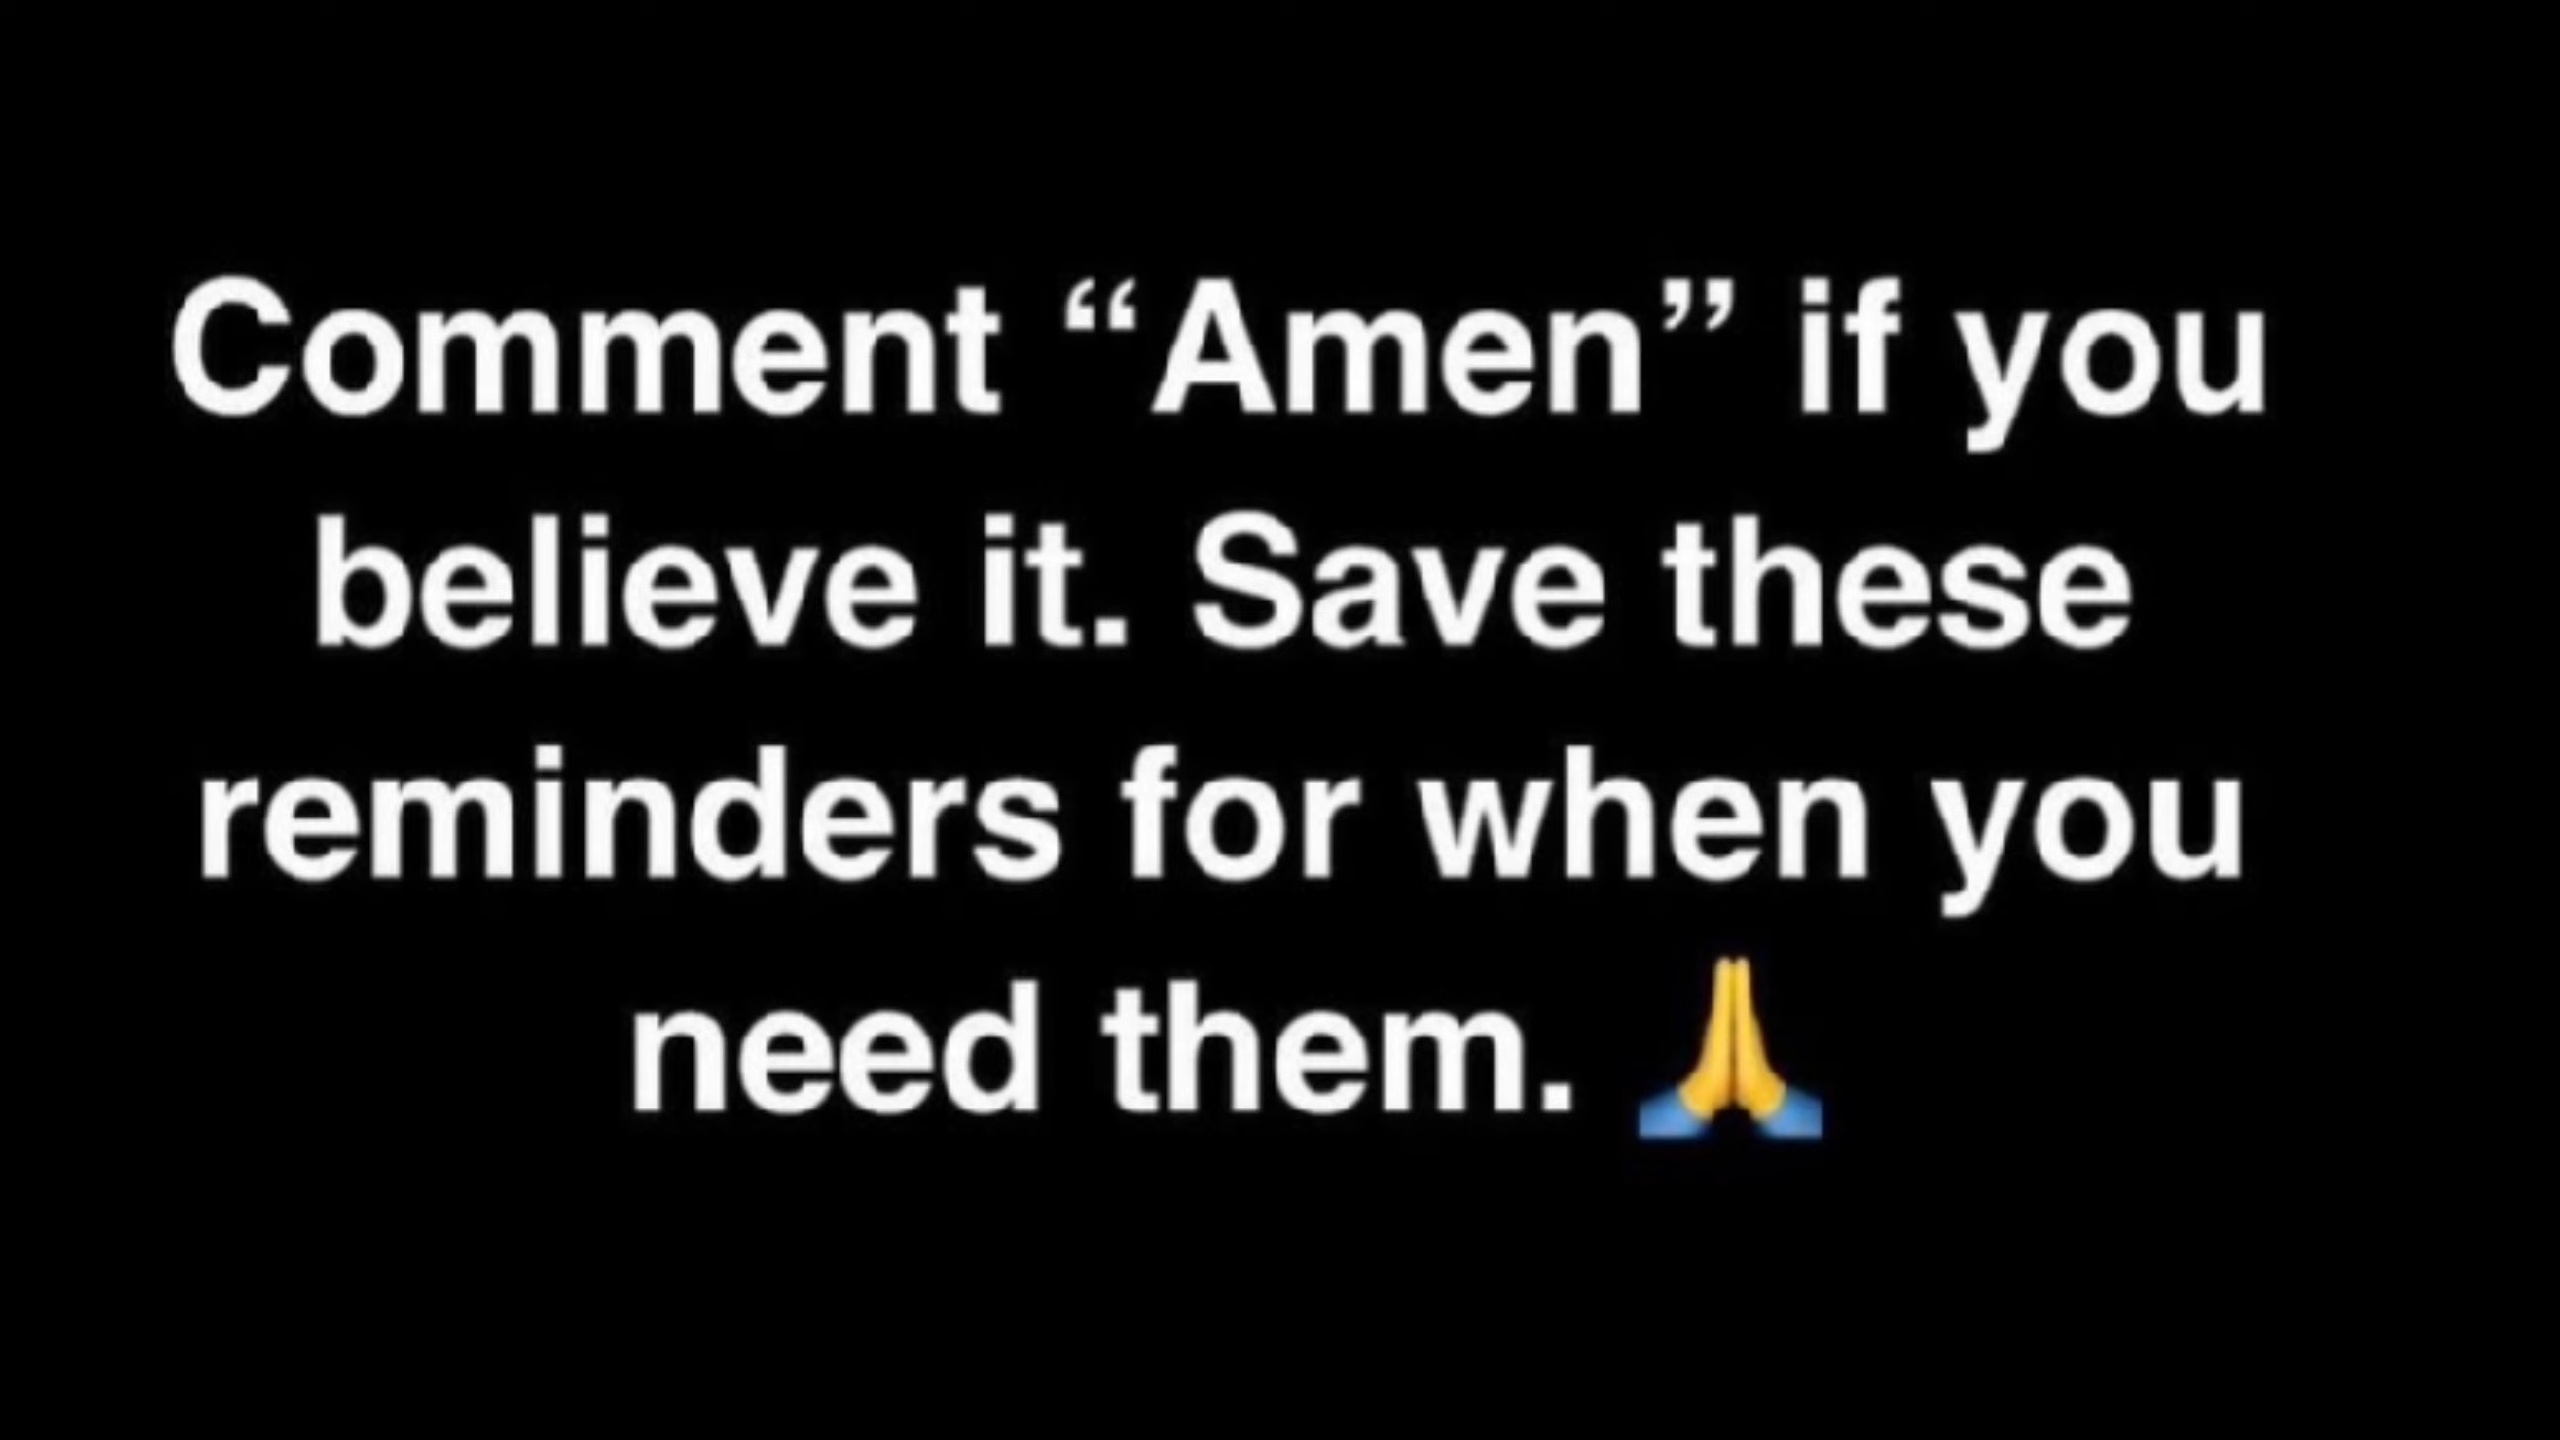 Comment “Amen” if you
believe it. Save these
reminders for when you
need them. 🙏